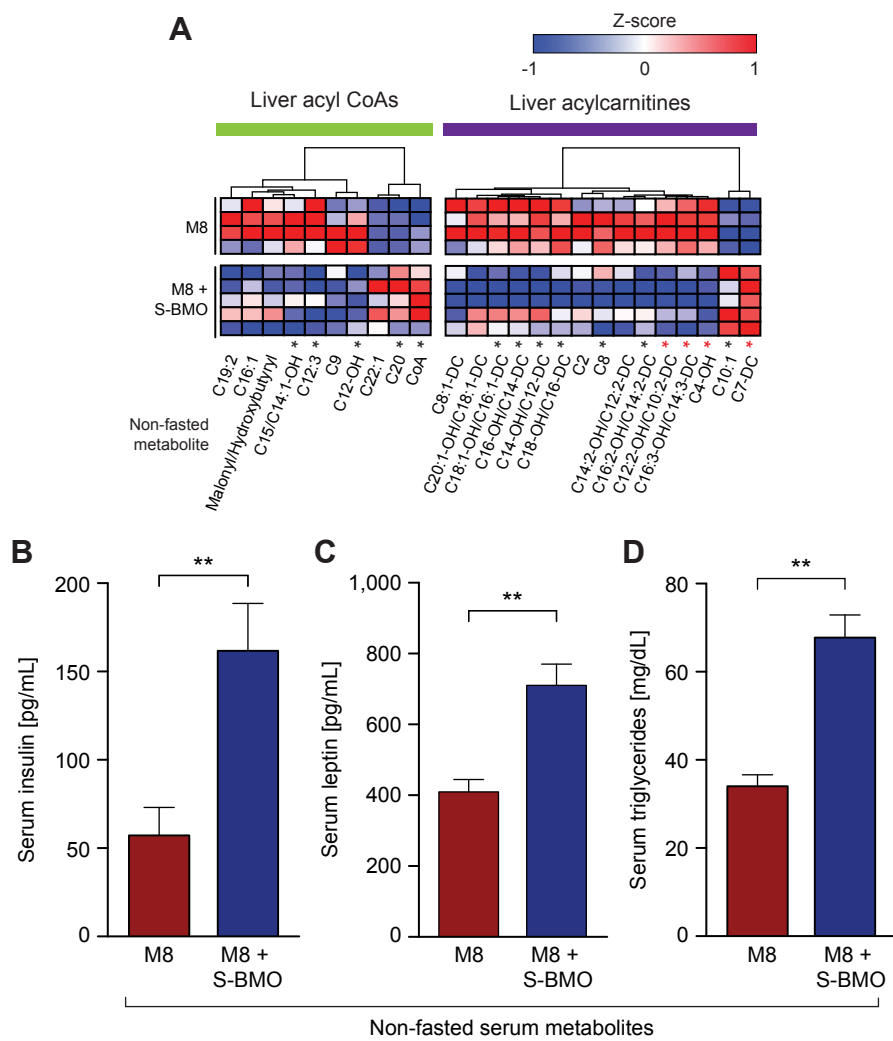 A
Z-score
-1
0
1
Liver acyl CoAs
Liver acylcarnitines
M8
M8 +
S-BMO
* * * * * * * * * * * * * * * *
Non-fasted
metabolite
C19:2
C16:1
Malonyl/Hydroxybutyryl
C15/C14:1-OH
C12:3
C9
C12-OH
C22:1
C20
CoA
C8:1-DC
C20:1-OH/C18:1-DC
C18:1-OH/C16:1-DC
C16-OH/C14-DC
C14-OH/C12-DC
C18-OH/C16-DC
C2
C8
C14:2-OH/C12:2-DC
C16:2-OH/C14:2-DC
C12:2-OH/C10:2-DC
C16:3-OH/C14:3-DC
C4-OH
C10:1
C7-DC
B
Serum insulin [pg/mL]
200
150
100
50
0
**
M8
M8 +
S-BMO
C
Serum leptin [pg/mL]
1,000
800
600
400
200
0
**
M8
M8 +
S-BMO
D
Serum triglycerides [mg/dL]
80
60
40
20
0
**
M8
M8 +
S-BMO
Non-fasted serum metabolites